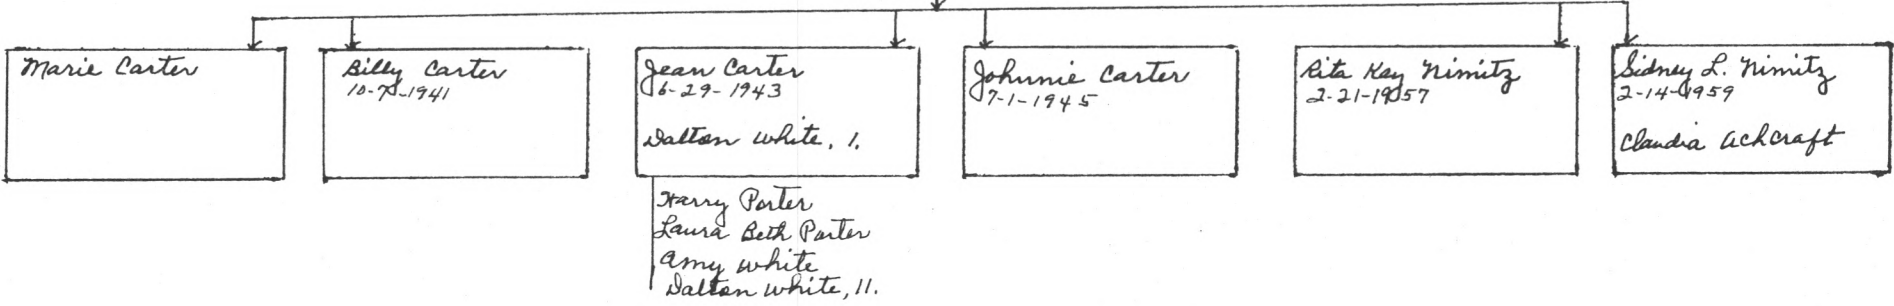 Marie Carter
Billy Carter
10-7-1941
Jean Carter
6-29-1943
Dalton White, I.
Johnnie Carter
7-1-1945
Rita Kay Nimitz
2-21-1957
Sidney L. Nimitz
2-14-1959
Claudia Achcraft
Harry Porter
Laura Beth Porter
Amy White
Dalton White, II.